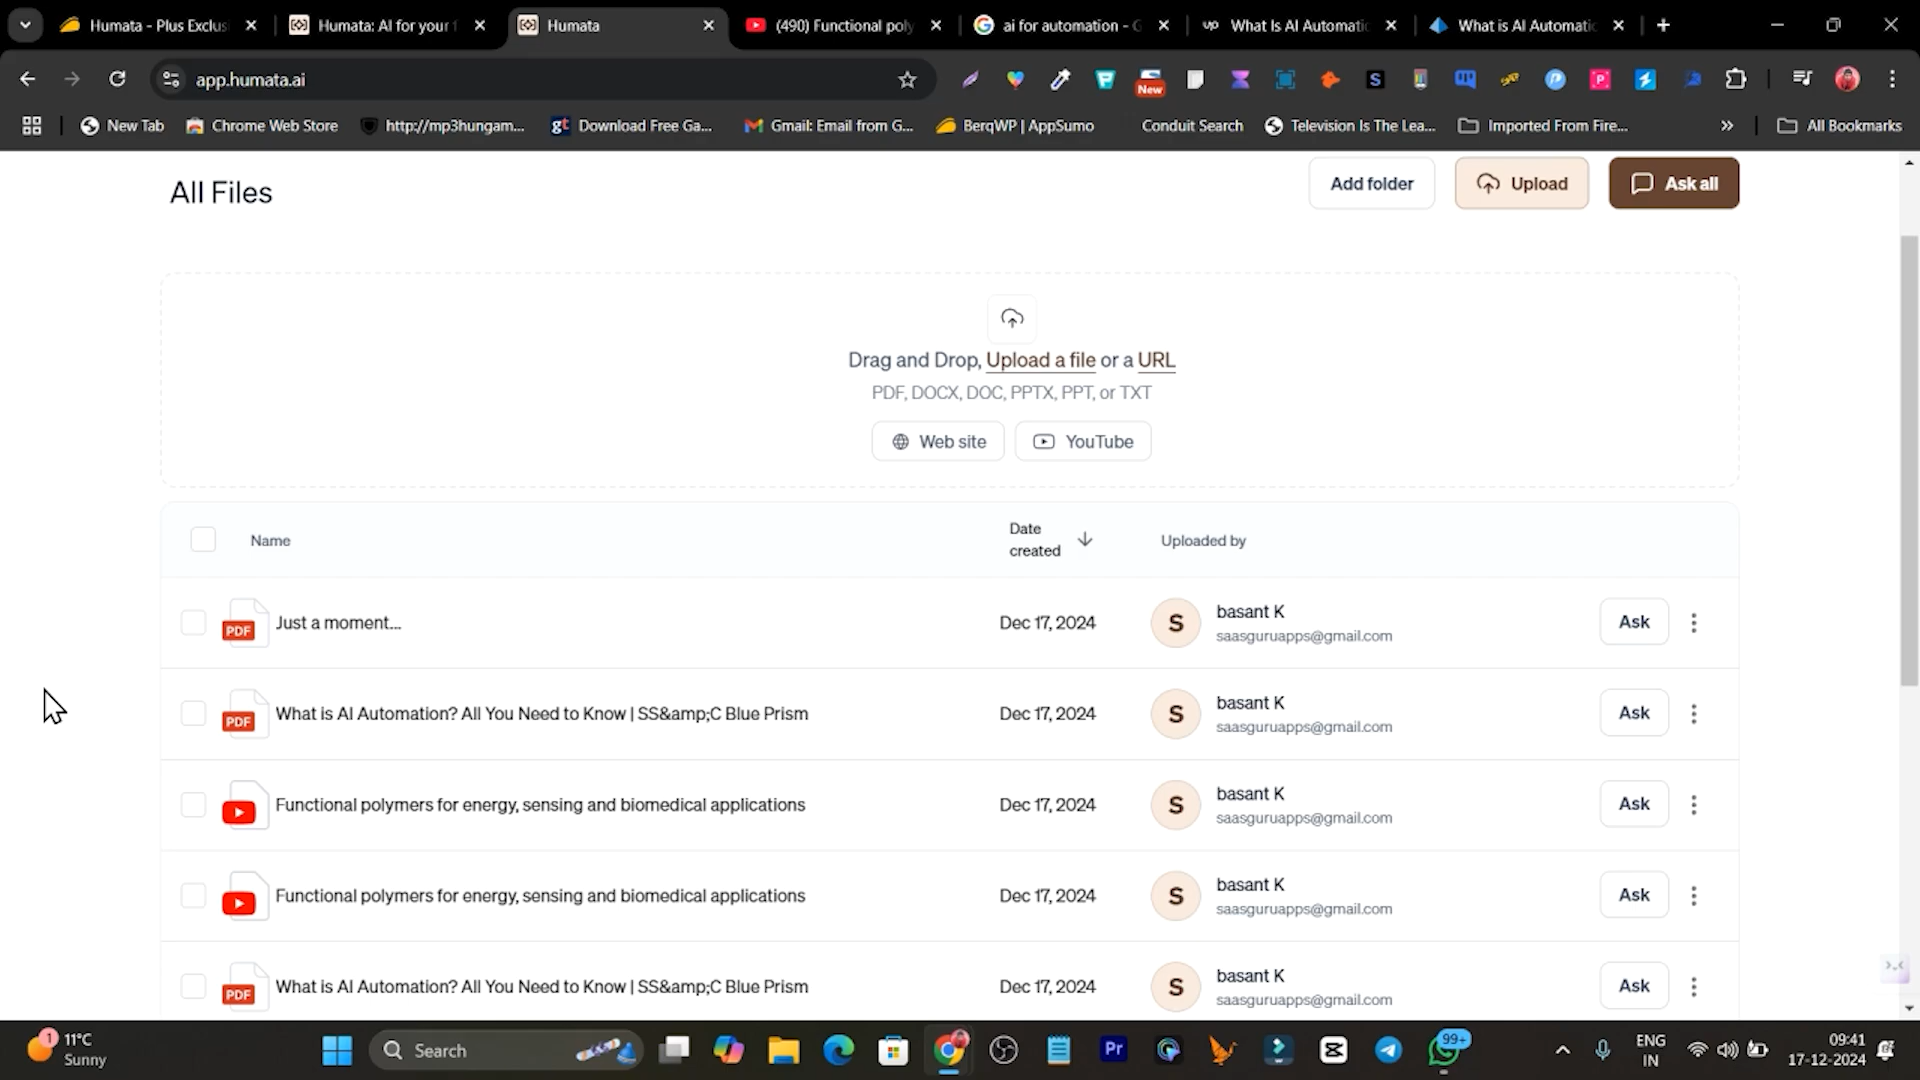 Humata - Plus Exclus
Humata: AI for your f
Humata
(490) Functional poly
ai for automation - G
What Is AI Automatic
What is AI Automatic
app.humata.ai
New
New Tab
Chrome Web Store
http://mp3hungam...
Download Free Ga...
Gmail: Email from G...
BerqWP | AppSumo
Conduit Search
Television Is The Lea...
Imported From Fire...
All Bookmarks
All Files
Add folder
Upload
Ask all
Drag and Drop, Upload a file or a URL
PDF, DOCX, DOC, PPTX, PPT, or TXT
Web site
YouTube
Name
Date
created
Uploaded by
PDF
Just a moment...
Dec 17, 2024
S
basant K
saasguruapps@gmail.com
Ask
PDF
What is AI Automation? All You Need to Know | SS&amp;C Blue Prism
Dec 17, 2024
S
basant K
saasguruapps@gmail.com
Ask
Functional polymers for energy, sensing and biomedical applications
Dec 17, 2024
S
basant K
saasguruapps@gmail.com
Ask
Functional polymers for energy, sensing and biomedical applications
Dec 17, 2024
S
basant K
saasguruapps@gmail.com
Ask
PDF
What is AI Automation? All You Need to Know | SS&amp;C Blue Prism
Dec 17, 2024
S
basant K
saasguruapps@gmail.com
Ask
1
11°C
Sunny
Search
Pr
99+
ENG
IN
09:41
17-12-2024